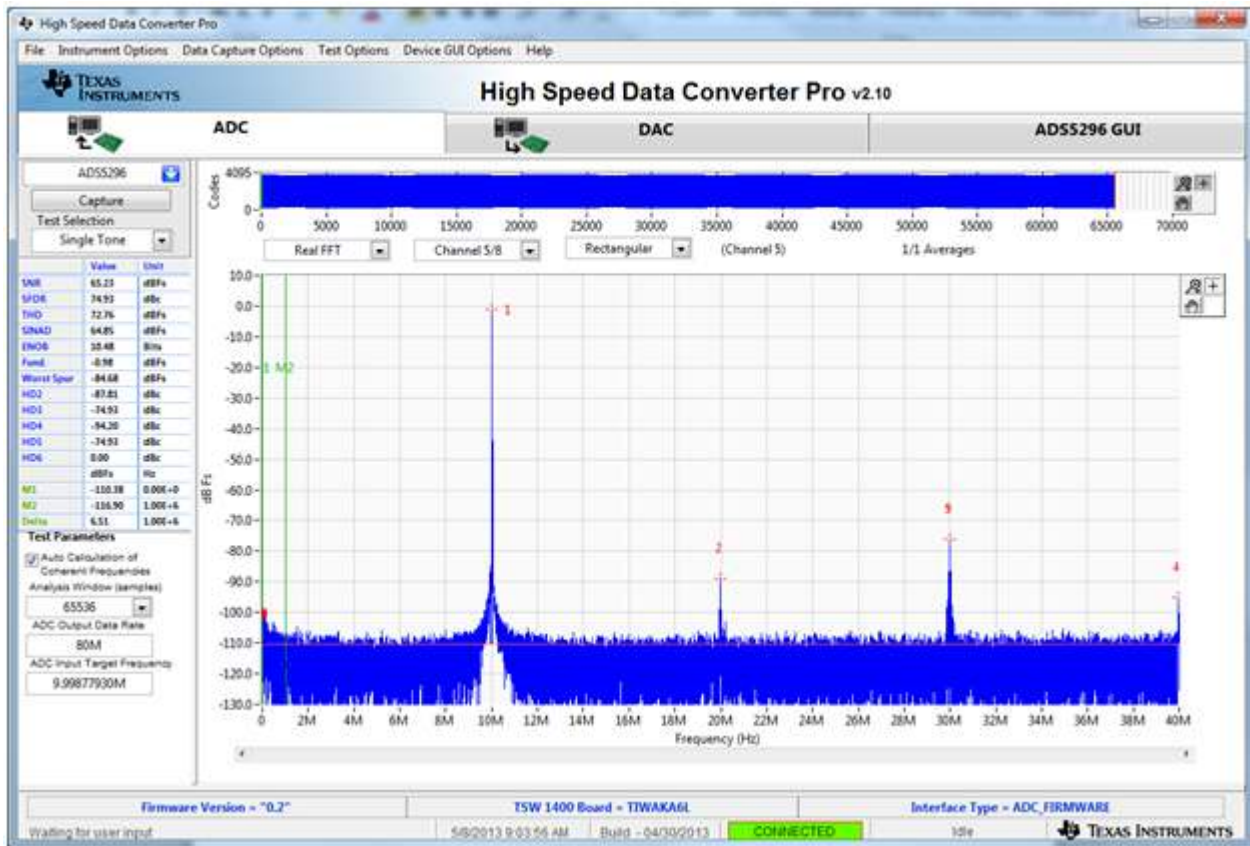 High Speed Data Converter Pro
File Instrument Options Data Capture Options Test Options Device GUI Options Help
TEXAS INSTRUMENTS
High Speed Data Converter Pro v2.10
ADC
DAC
ADS5296 GUI
ADS5296
Capture
Test Selection
Single Tone
Value Unit
SNR 65.23 dBFs
SFDR 74.93 dBc
THD 72.76 dBFs
SINAD 64.85 dBFs
ENOB 10.48 Bits
Fund. -0.98 dBFs
Worst Spur -84.68 dBFs
HD2 -87.81 dBc
HD3 -74.93 dBc
HD4 -94.20 dBc
HD5 -74.93 dBc
HD6 0.00 dBc
dBFs Hz
M1 -110.38 0.00E+0
M2 -116.90 1.00E+6
Delta 6.51 1.00E+6
Test Parameters
Auto Calculation of
Coherent Frequencies
Analysis Window (samples)
65536
ADC Output Data Rate
80M
ADC Input Target Frequency
9.99877930M
Codes
4095
0
0 5000 10000 15000 20000 25000 30000 35000 40000 45000 50000 55000 60000 65000 70000
Real FFT
Channel 5/8
Rectangular
(Channel 5)
1/1 Averages
dB Fs
10.0
0.0
-10.0
-20.0
-30.0
-40.0
-50.0
-60.0
-70.0
-80.0
-90.0
-100.0
-110.0
-120.0
-130.0
1
M2
2
4
0 2M 4M 6M 8M 10M 12M 14M 16M 18M 20M 22M 24M 26M 28M 30M 32M 34M 36M 38M 40M
Frequency (Hz)
Firmware Version = "0.2"
TSW 1400 Board = TIWAKA6L
Interface Type = ADC_FIRMWARE
Waiting for user input
5/8/2013 9:03:56 AM
Build - 04/30/2013
CONNECTED
Idle
TEXAS INSTRUMENTS